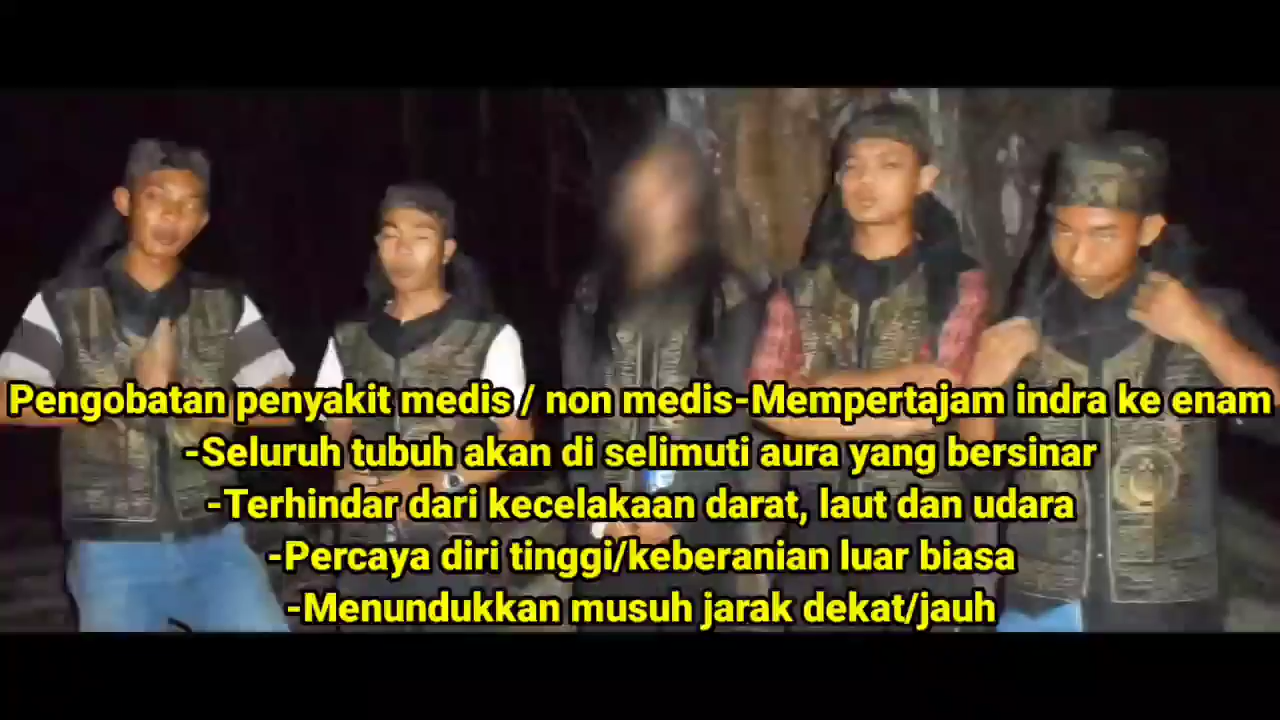 Pengobatan penyakit medis / non medis-Mempertajam indra ke enam
-Seluruh tubuh akan di selimuti aura yang bersinar
-Terhindar dari kecelakaan darat, laut dan udara
-Percaya diri tinggi/keberanian luar biasa
-Menundukkan musuh jarak dekat/jauh